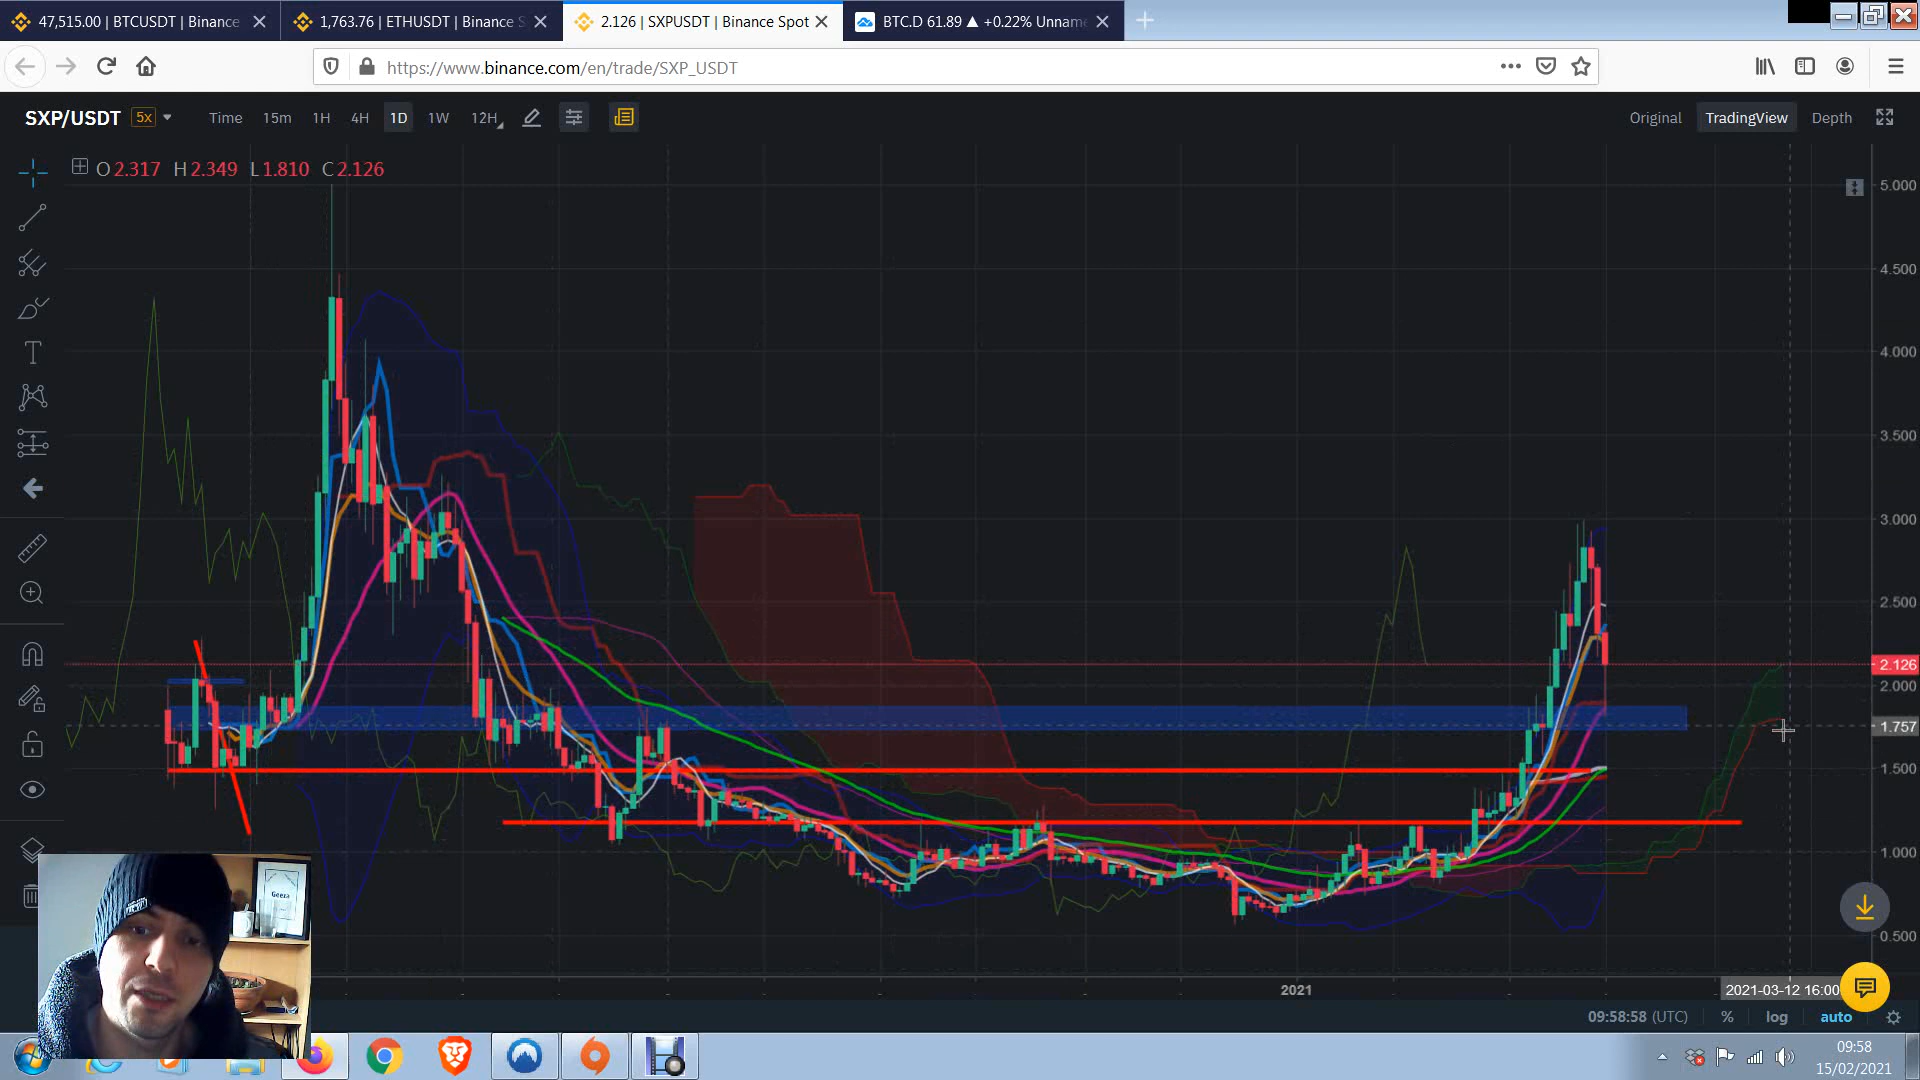 47,515.00 | BTCUSDT | Binance
1,763.76 | ETHUSDT | Binance S
2.126 | SXPUSDT | Binance Spot
BTC.D 61.89 ▲ +0.22% Unnam
https://www.binance.com/en/trade/SXP_USDT
SXP/USDT 5x Time 15m 1H 4H 1D 1W 12H Original TradingView Depth
O 2.317 H 2.349 L 1.810 C 2.126
5.000
4.500
4.000
3.500
3.000
2.500
2.126
2.000
1.757
1.500
1.000
0.500
2021
2021-03-12 16:00
09:58:58 (UTC) % log auto
Geeza
09:58
15/02/2021